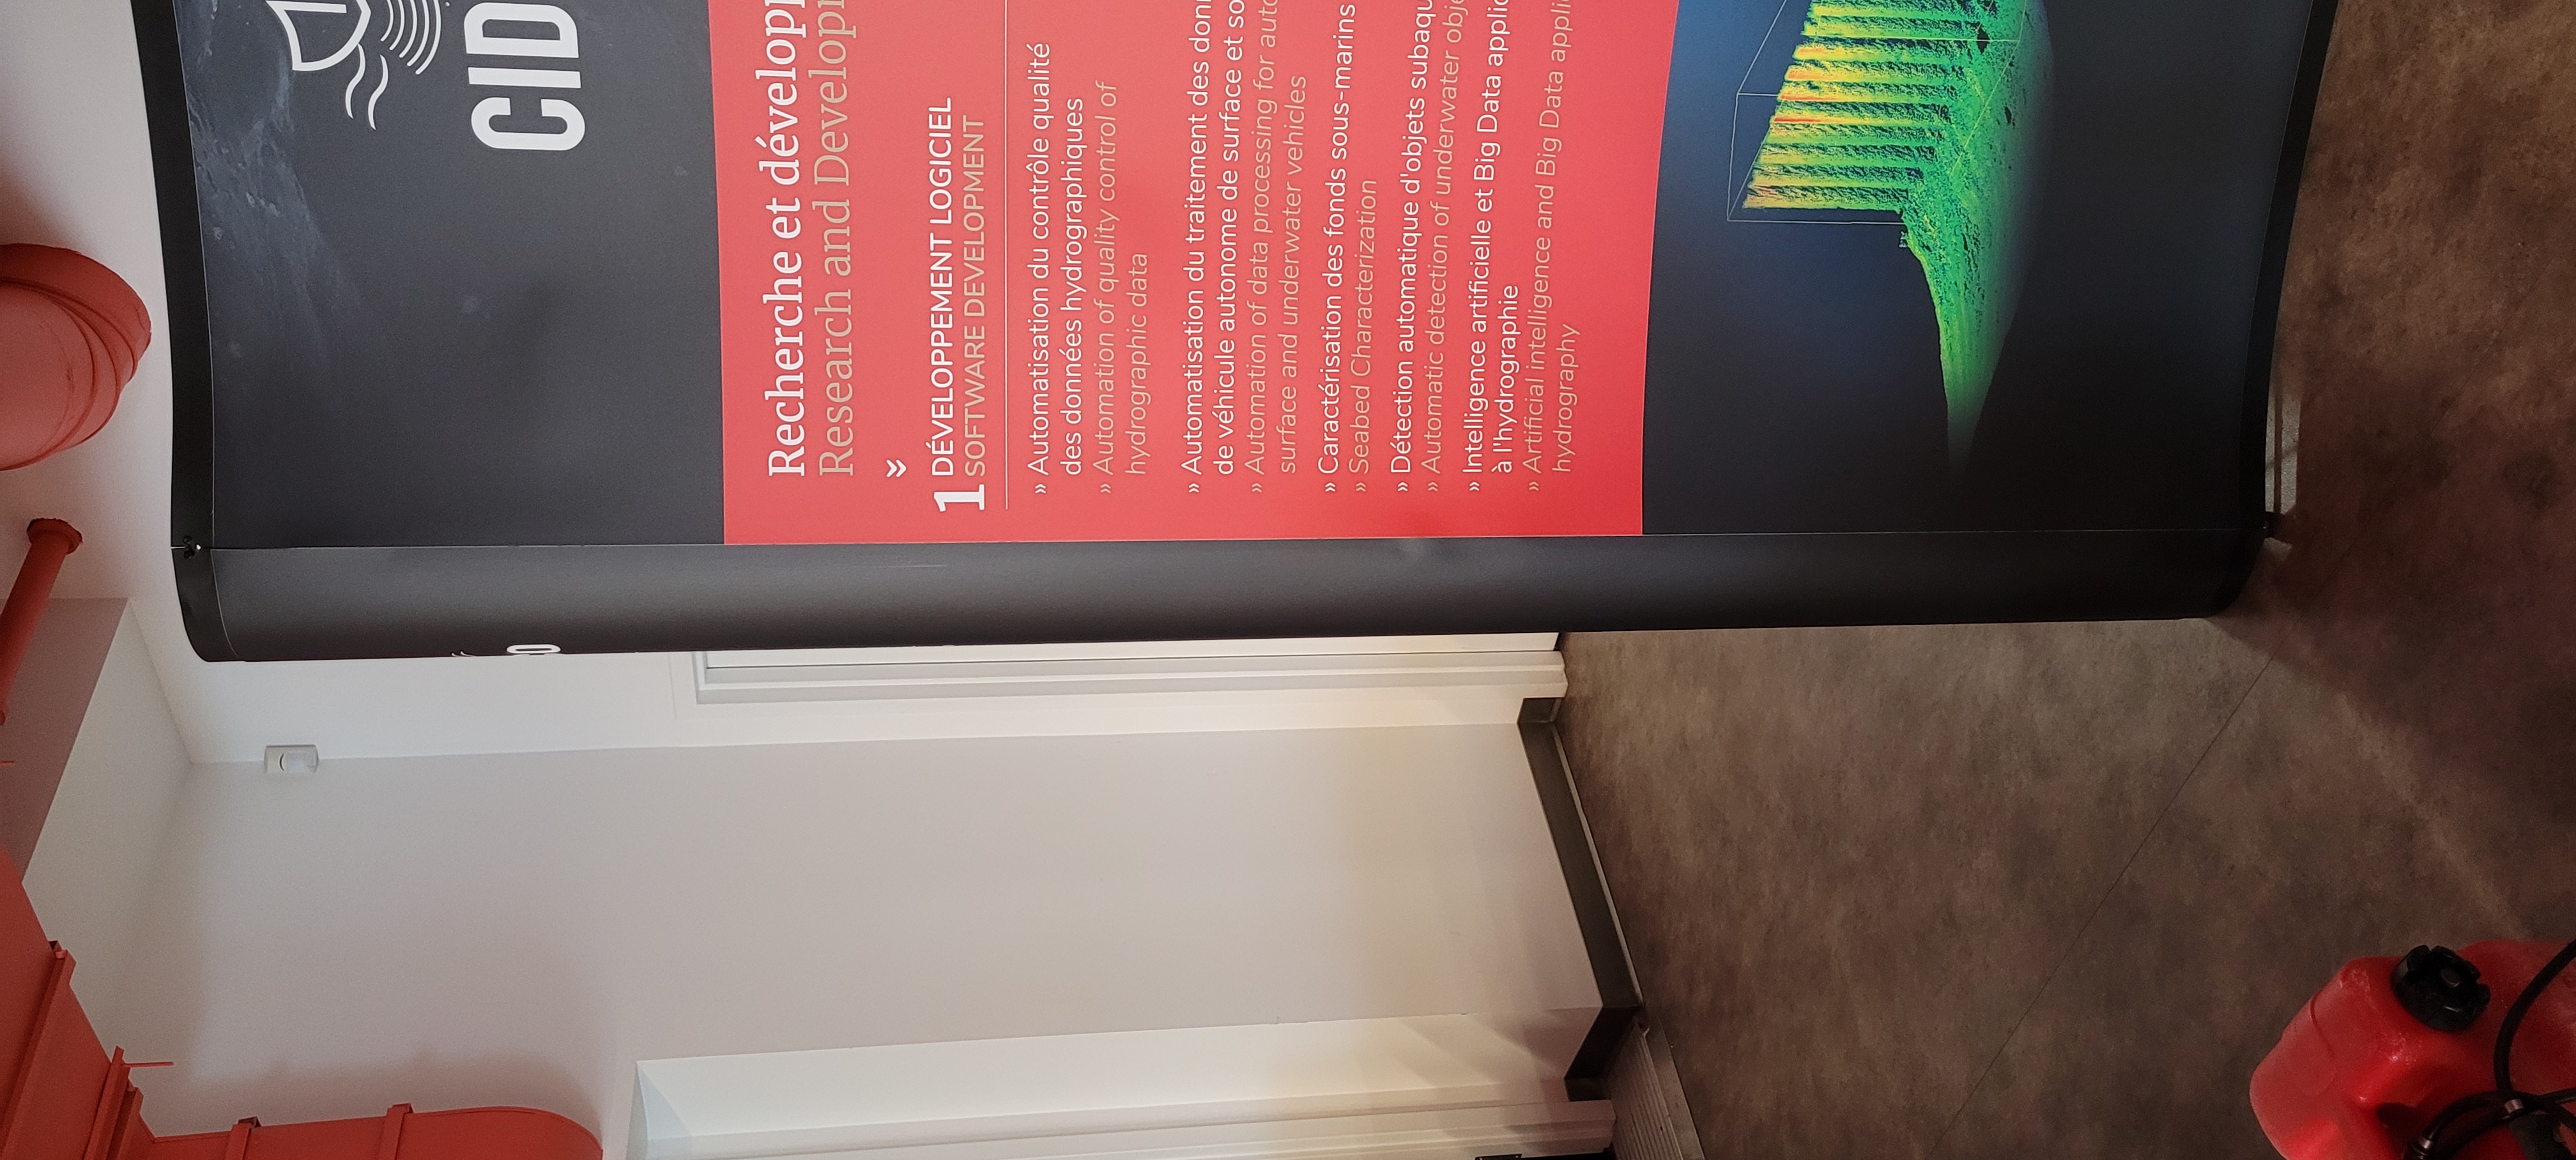 CID
Recherche et dévelop
Research and Develop
1 DÉVELOPPEMENT LOGICIEL
SOFTWARE DEVELOPMENT
» Automatisation du contrôle qualité
des données hydrographiques
» Automation of quality control of
hydrographic data
» Automatisation du traitement des don
de véhicule autonome de surface et so
» Automation of data processing for auto
surface and underwater vehicles
» Caractérisation des fonds sous-marins
» Seabed Characterization
» Détection automatique d'objets subaqu
» Automatic detection of underwater obje
» Intelligence artificielle et Big Data applic
à l'hydrographie
» Artificial intelligence and Big Data appli
hydrography